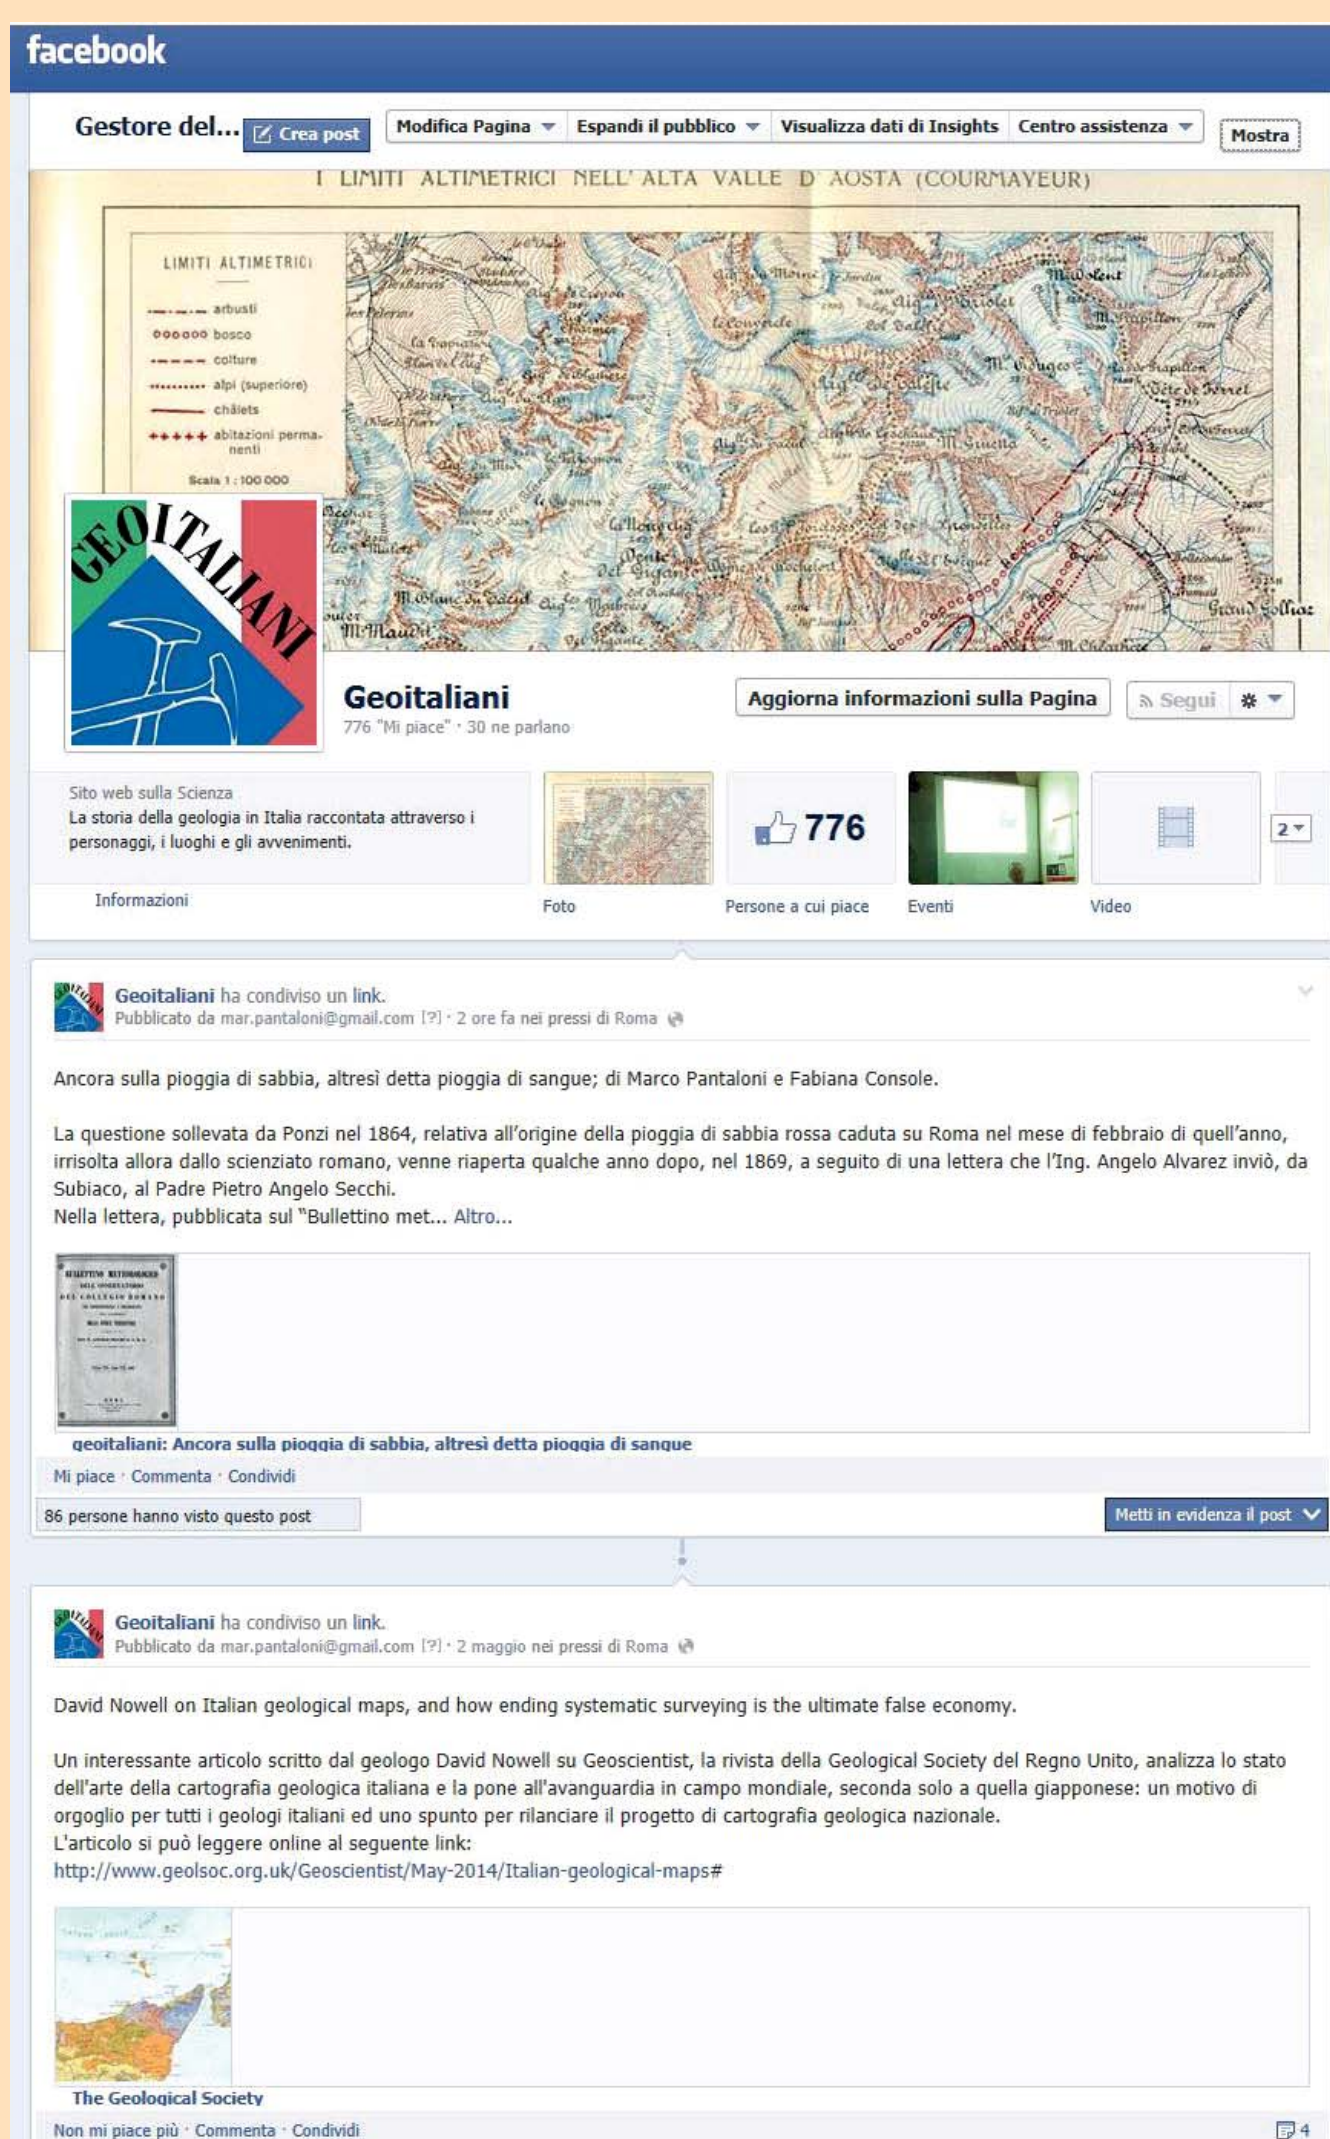 facebook
Gestore del... Crea post Modifica Pagina Espandi il pubblico Visualizza dati di Insights Centro assistenza Mostra
I LIMITI ALTIMETRICI NELL'ALTA VALLE D'AOSTA (COURMAYEUR)
LIMITI ALTIMETRICI
arbusti
bosco
colture
alpi (superiore)
châlets
abitazioni perma-
nenti
Scala 1 : 100 000
M. Dolent
Grand Golliaz
M. Maudit
GEOITALIANI
Geoitaliani
776 "Mi piace" · 30 ne parlano
Aggiorna informazioni sulla Pagina Segui
Sito web sulla Scienza
La storia della geologia in Italia raccontata attraverso i
personaggi, i luoghi e gli avvenimenti.
776
2
Informazioni
Foto Persone a cui piace Eventi Video
Geoitaliani ha condiviso un link.
Pubblicato da mar.pantaloni@gmail.com [?] · 2 ore fa nei pressi di Roma
Ancora sulla pioggia di sabbia, altresì detta pioggia di sangue; di Marco Pantaloni e Fabiana Console.
La questione sollevata da Ponzi nel 1864, relativa all'origine della pioggia di sabbia rossa caduta su Roma nel mese di febbraio di quell'anno,
irrisolta allora dallo scienziato romano, venne riaperta qualche anno dopo, nel 1869, a seguito di una lettera che l'Ing. Angelo Alvarez inviò, da
Subiaco, al Padre Pietro Angelo Secchi.
Nella lettera, pubblicata sul "Bullettino met... Altro...
BULLETTINO METEOROLOGICO
DELL'OSSERVATORIO
DEL COLLEGIO ROMANO
geoitaliani: Ancora sulla pioggia di sabbia, altresì detta pioggia di sangue
Mi piace · Commenta · Condividi
86 persone hanno visto questo post
Metti in evidenza il post
Geoitaliani ha condiviso un link.
Pubblicato da mar.pantaloni@gmail.com [?] · 2 maggio nei pressi di Roma
David Nowell on Italian geological maps, and how ending systematic surveying is the ultimate false economy.
Un interessante articolo scritto dal geologo David Nowell su Geoscientist, la rivista della Geological Society del Regno Unito, analizza lo stato
dell'arte della cartografia geologica italiana e la pone all'avanguardia in campo mondiale, seconda solo a quella giapponese: un motivo di
orgoglio per tutti i geologi italiani ed uno spunto per rilanciare il progetto di cartografia geologica nazionale.
L'articolo si può leggere online al seguente link:
http://www.geolsoc.org.uk/Geoscientist/May-2014/Italian-geological-maps#
The Geological Society
Non mi piace più · Commenta · Condividi
4